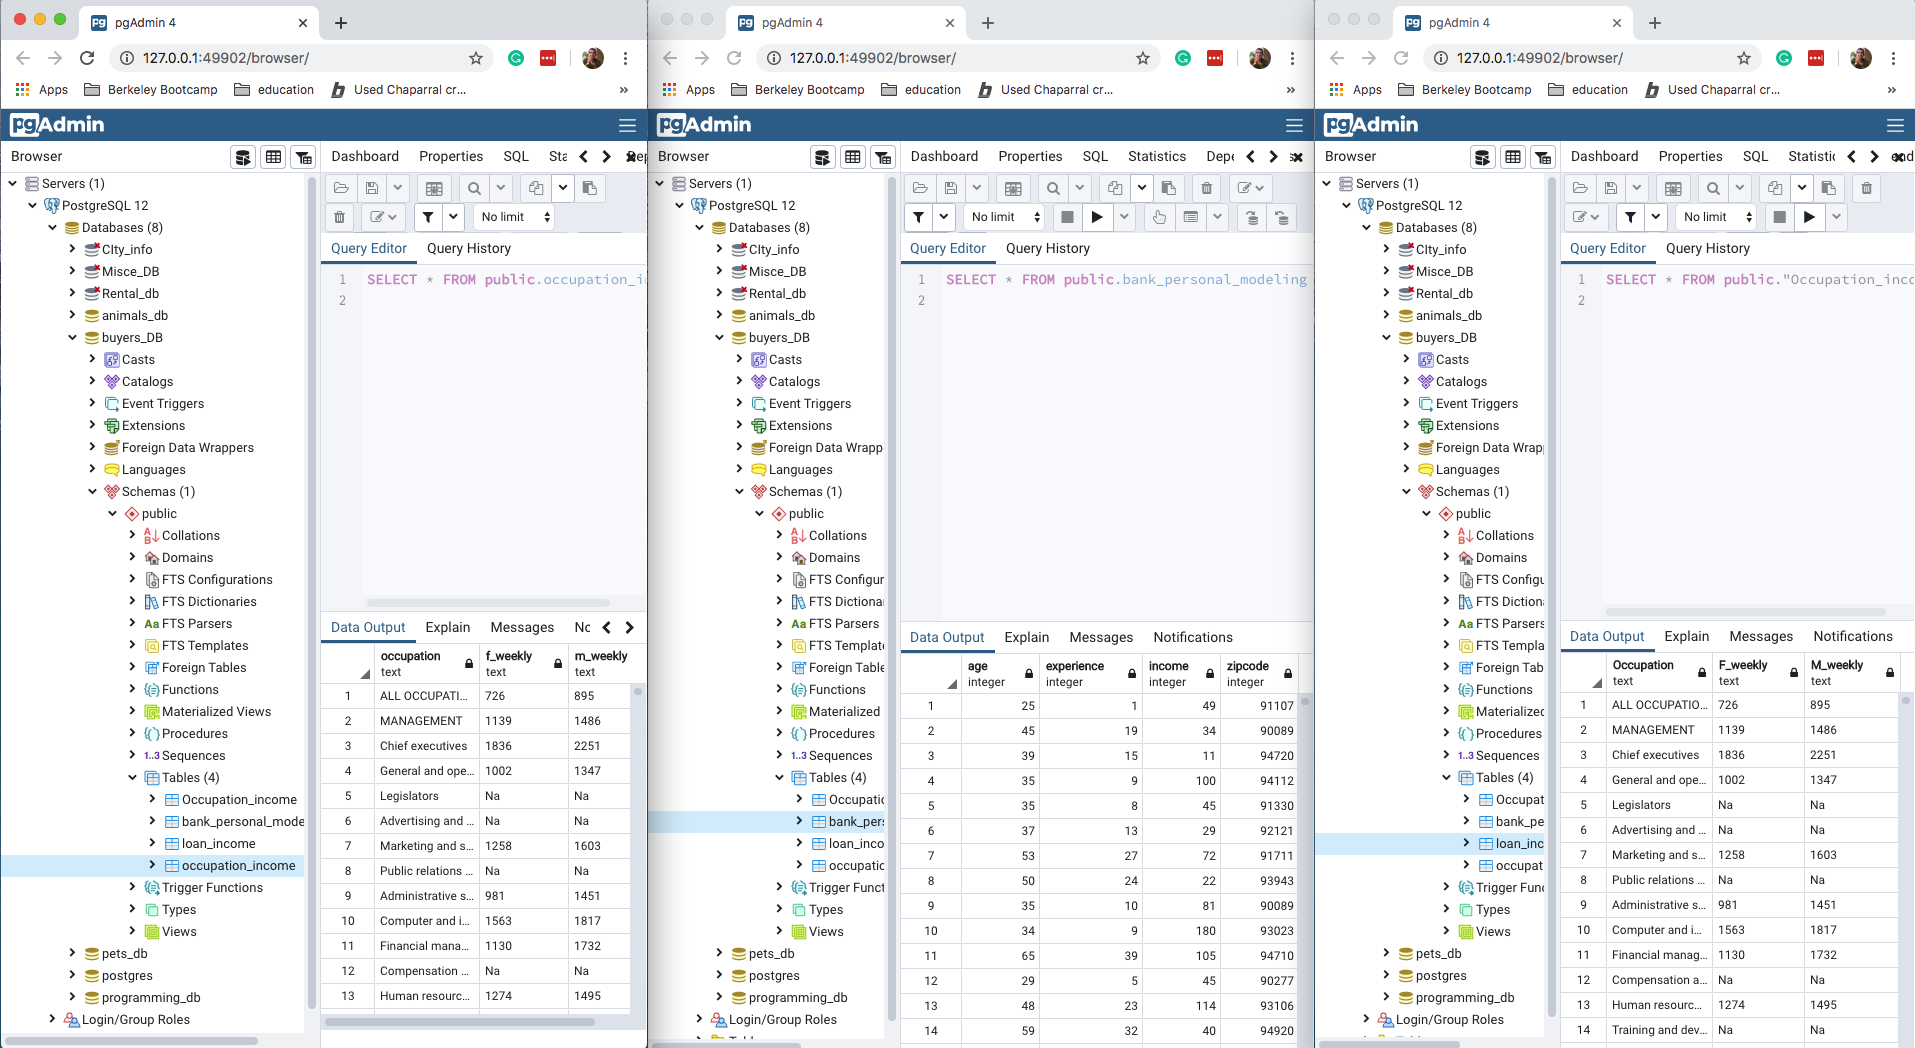 pgAdmin 4
127.0.0.1:49902/browser/
Apps Berkeley Bootcamp education Used Chaparral cr...
pgAdmin
Browser
Servers (1)
PostgreSQL 12
Databases (8)
CIty_info
Misce_DB
Rental_db
animals_db
buyers_DB
Casts
Catalogs
Event Triggers
Extensions
Foreign Data Wrappers
Languages
Schemas (1)
public
Collations
Domains
FTS Configurations
FTS Dictionaries
FTS Parsers
FTS Templates
Foreign Tables
Functions
Materialized Views
Procedures
1..3 Sequences
Tables (4)
Occupation_income
bank_personal_mode
loan_income
occupation_income
Trigger Functions
Types
Views
pets_db
postgres
programming_db
Login/Group Roles
Dashboard Properties SQL Sta
No limit
Query Editor Query History
1 SELECT * FROM public.occupation_i
2
Data Output Explain Messages No
occupation text f_weekly text m_weekly text
1 ALL OCCUPATI... 726 895
2 MANAGEMENT 1139 1486
3 Chief executives 1836 2251
4 General and ope... 1002 1347
5 Legislators Na Na
6 Advertising and ... Na Na
7 Marketing and s... 1258 1603
8 Public relations ... Na Na
9 Administrative s... 981 1451
10 Computer and i... 1563 1817
11 Financial mana... 1130 1732
12 Compensation ... Na Na
13 Human resourc... 1274 1495
pgAdmin 4
127.0.0.1:49902/browser/
Apps Berkeley Bootcamp education Used Chaparral cr...
pgAdmin
Browser
Servers (1)
PostgreSQL 12
Databases (8)
CIty_info
Misce_DB
Rental_db
animals_db
buyers_DB
Casts
Catalogs
Event Triggers
Extensions
Foreign Data Wrapp
Languages
Schemas (1)
public
Collations
Domains
FTS Configur
FTS Dictiona
FTS Parsers
FTS Template
Foreign Table
Functions
Materialized
Procedures
1..3 Sequences
Tables (4)
Occupatic
bank_pers
loan_inco
occupatio
Trigger Funct
Types
Views
pets_db
postgres
programming_db
Login/Group Roles
Dashboard Properties SQL Statistics Depe
No limit
Query Editor Query History
1 SELECT * FROM public.bank_personal_modeling
2
Data Output Explain Messages Notifications
age integer experience integer income integer zipcode integer
1 25 1 49 91107
2 45 19 34 90089
3 39 15 11 94720
4 35 9 100 94112
5 35 8 45 91330
6 37 13 29 92121
7 53 27 72 91711
8 50 24 22 93943
9 35 10 81 90089
10 34 9 180 93023
11 65 39 105 94710
12 29 5 45 90277
13 48 23 114 93106
14 59 32 40 94920
pgAdmin 4
127.0.0.1:49902/browser/
Apps Berkeley Bootcamp education Used Chaparral cr...
pgAdmin
Browser
Servers (1)
PostgreSQL 12
Databases (8)
CIty_info
Misce_DB
Rental_db
animals_db
buyers_DB
Casts
Catalogs
Event Triggers
Extensions
Foreign Data Wrap
Languages
Schemas (1)
public
Collations
Domains
FTS Configu
FTS Diction
FTS Parsers
FTS Templa
Foreign Tab
Functions
Materialized
Procedures
1..3 Sequences
Tables (4)
Occupat
bank_pe
loan_inc
occupat
Trigger Fun
Types
Views
pets_db
postgres
programming_db
Login/Group Roles
Dashboard Properties SQL Statistic
No limit
Query Editor Query History
1 SELECT * FROM public."Occupation_inco
2
Data Output Explain Messages Notifications
Occupation text F_weekly text M_weekly text
1 ALL OCCUPATIO... 726 895
2 MANAGEMENT 1139 1486
3 Chief executives 1836 2251
4 General and ope... 1002 1347
5 Legislators Na Na
6 Advertising and ... Na Na
7 Marketing and s... 1258 1603
8 Public relations ... Na Na
9 Administrative s... 981 1451
10 Computer and i... 1563 1817
11 Financial manag... 1130 1732
12 Compensation a... Na Na
13 Human resourc... 1274 1495
14 Training and dev... Na Na